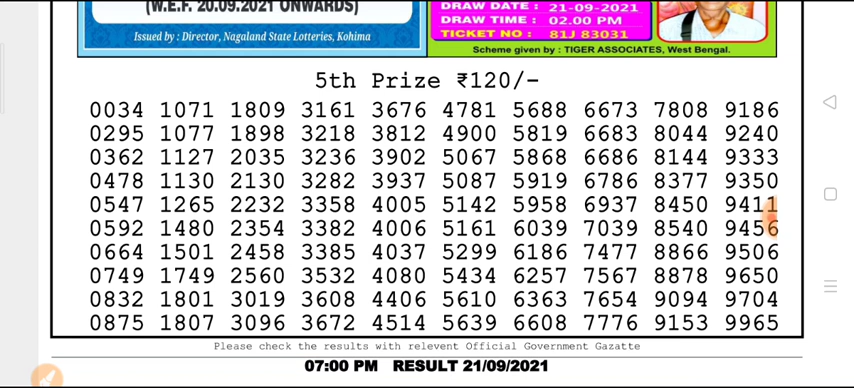 (W.E.F. 20.09.2021 ONWARDS)
Issued by : Director, Nagaland State Lotteries, Kohima
DRAW DATE : 21-09-2021
DRAW TIME : 02.00 PM
TICKET NO : 81J 83031
Scheme given by : TIGER ASSOCIATES, West Bengal.
5th Prize ₹120/-
0034 1071 1809 3161 3676 4781 5688 6673 7808 9186
0295 1077 1898 3218 3812 4900 5819 6683 8044 9240
0362 1127 2035 3236 3902 5067 5868 6686 8144 9333
0478 1130 2130 3282 3937 5087 5919 6786 8377 9350
0547 1265 2232 3358 4005 5142 5958 6937 8450 9411
0592 1480 2354 3382 4006 5161 6039 7039 8540 9456
0664 1501 2458 3385 4037 5299 6186 7477 8866 9506
0749 1749 2560 3532 4080 5434 6257 7567 8878 9650
0832 1801 3019 3608 4406 5610 6363 7654 9094 9704
0875 1807 3096 3672 4514 5639 6608 7776 9153 9965
Please check the results with relevent Official Government Gazatte
07:00 PM RESULT 21/09/2021